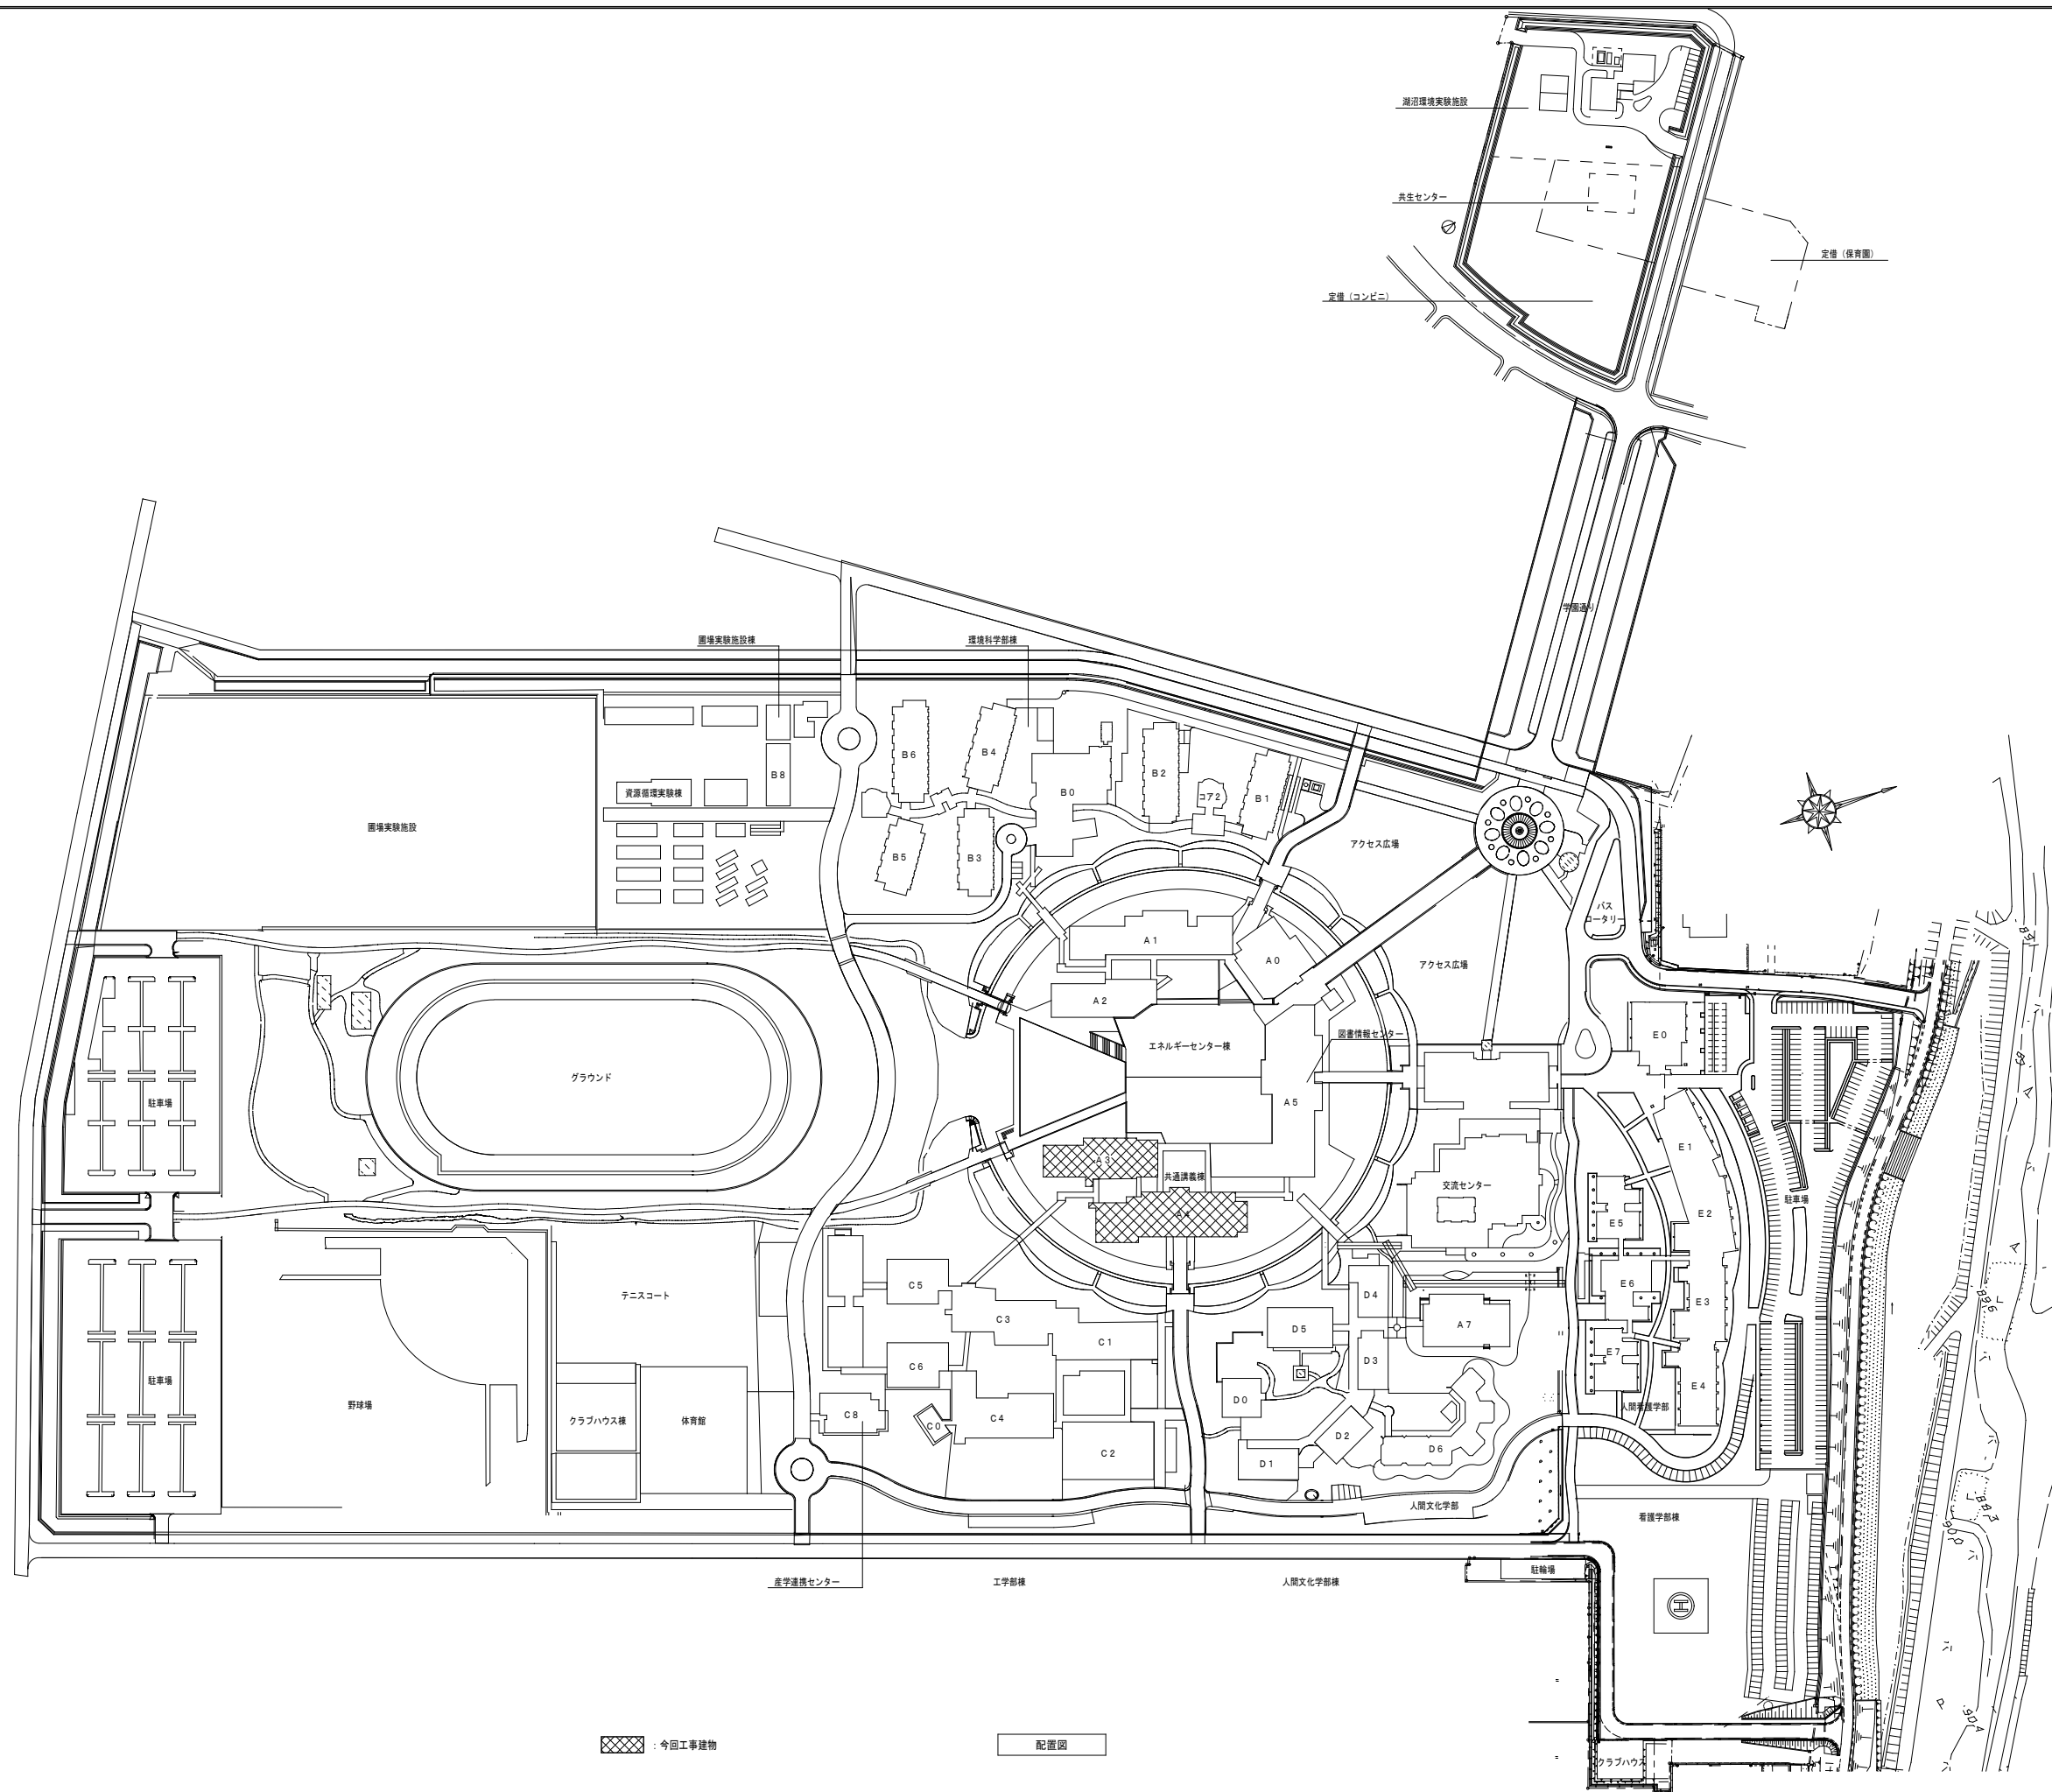 湖沼環境実験施設
共生センター
定借（保育園）
定借（コンビニ）
学園通り
圃場実験施設棟
環境科学部棟
B6
B4
B2
B0
B8
コア2
B1
資源循環実験棟
圃場実験施設
B5
B3
アクセス広場
バス
ロータリー
A1
A0
アクセス広場
A2
E0
図書情報センター
エネルギーセンター棟
グラウンド
駐車場
A5
E1
A3
共通講義棟
交流センター
駐車場
A4
E5
E2
C5
テニスコート
D4
E6
E3
C3
D5
A7
C1
C6
D3
E7
駐車場
E4
野球場
クラブハウス棟
体育館
C8
C0
C4
D0
人間看護学部
D2
C2
D1
D6
人間文化学部
看護学部棟
駐輪場
産学連携センター
工学部棟
人間文化学部棟
：今回工事建物
配置図
クラブハウス